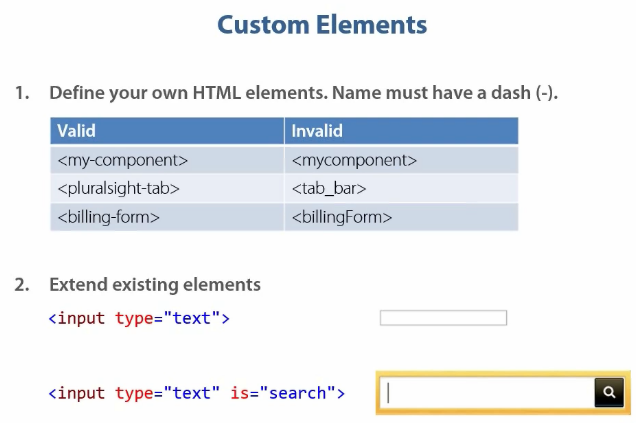 Custom Elements
1. Define your own HTML elements. Name must have a dash (-).
Valid Invalid
<my-component> <mycomponent>
<pluralsight-tab> <tab_bar>
<billing-form> <billingForm>
2. Extend existing elements
<input type="text">
<input type="text" is="search">